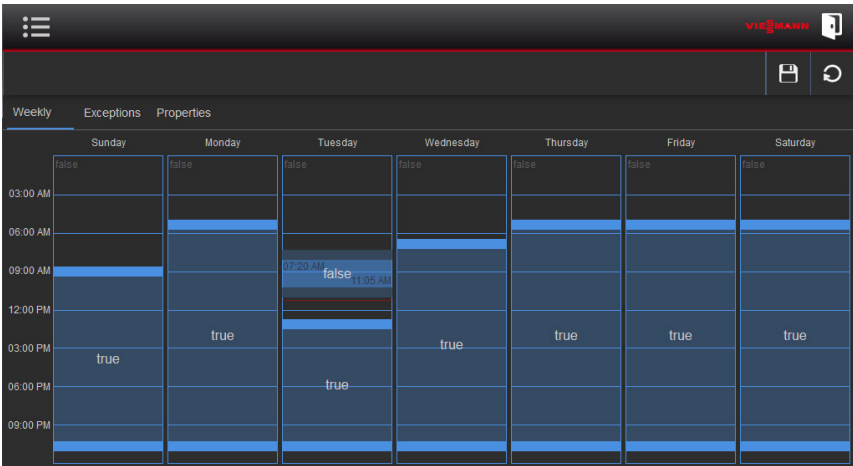 VIESMANN
Weekly Exceptions Properties
Sunday Monday Tuesday Wednesday Thursday Friday Saturday
false false false false false false false
03:00 AM
06:00 AM
07:20 AM
09:00 AM
false
11:05 AM
12:00 PM
true true true true true
true
03:00 PM
true
true
06:00 PM
09:00 PM